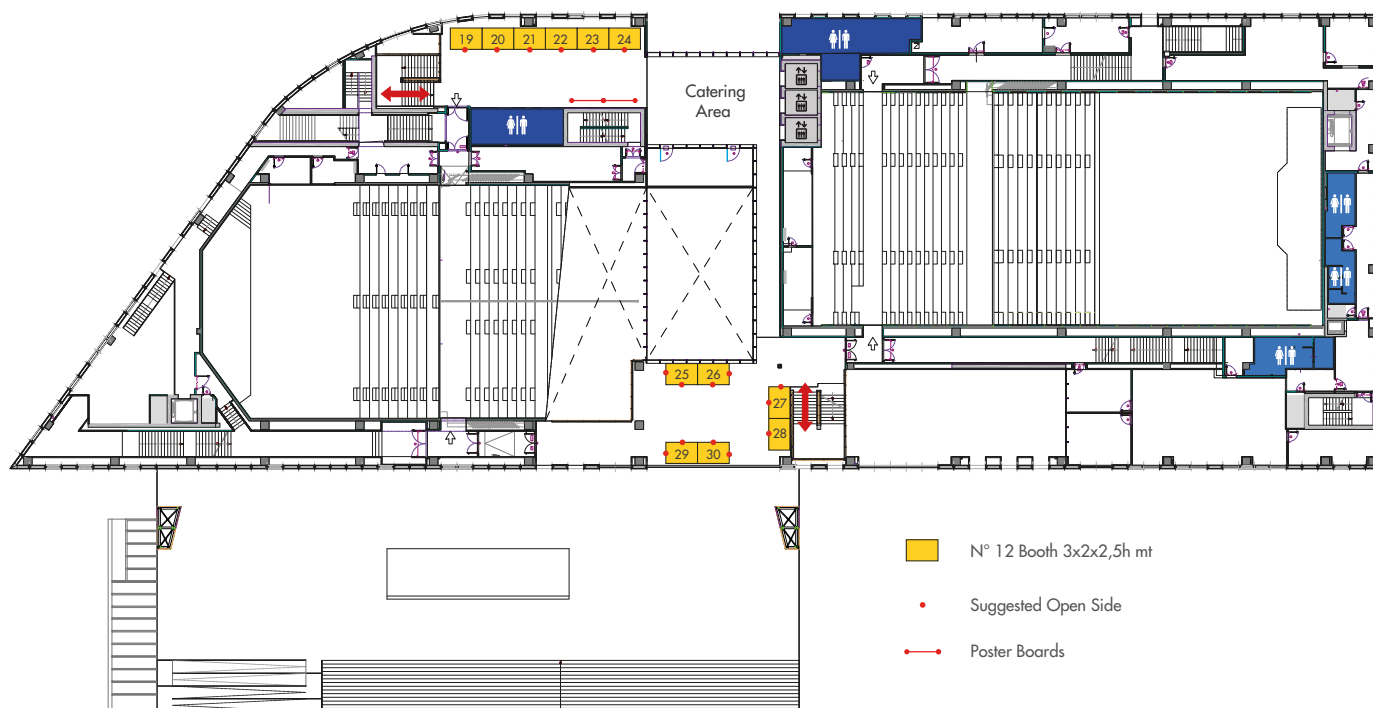 19 20 21 22 23 24
Catering
Area
25 26
27
28
29 30
N° 12 Booth 3x2x2,5h mt
Suggested Open Side
Poster Boards